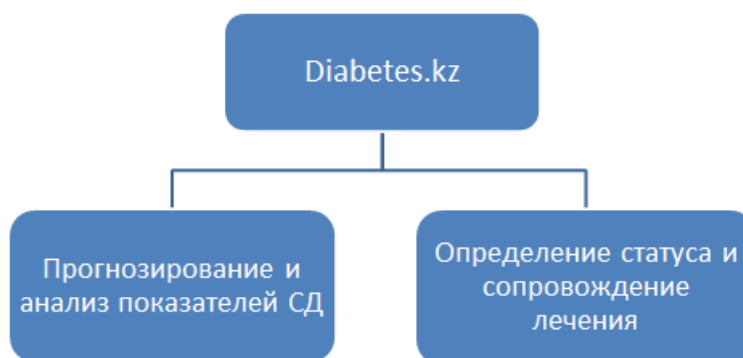 Diabetes.kz
Прогнозирование и
анализ показателей СД
Определение статуса и
сопровождение
лечения